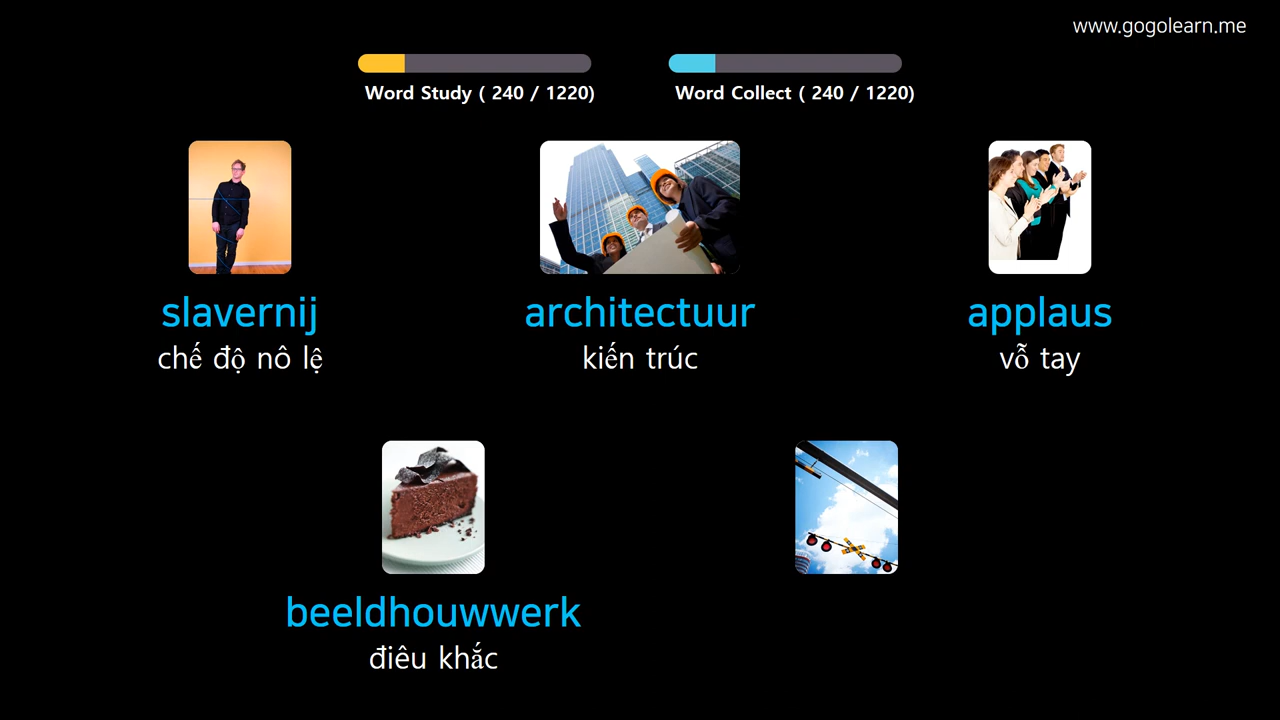 www.gogolearn.me
Word Study ( 240 / 1220)
Word Collect ( 240 / 1220)
slavernij
chế độ nô lệ
architectuur
kiến trúc
applaus
vỗ tay
beeldhouwwerk
điêu khắc